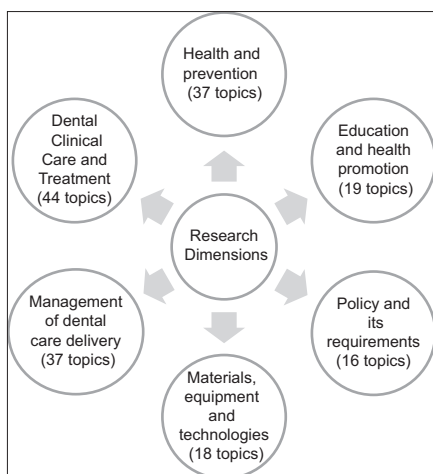 Health and
prevention
(37 topics)
Dental
Clinical
Care and
Treatment
(44 topics)
Education
and health
promotion
(19 topics)
Research
Dimensions
Management
of dental
care delivery
(37 topics)
Policy and
its
requirements
(16 topics)
Materials,
equipment
and
technologies
(18 topics)